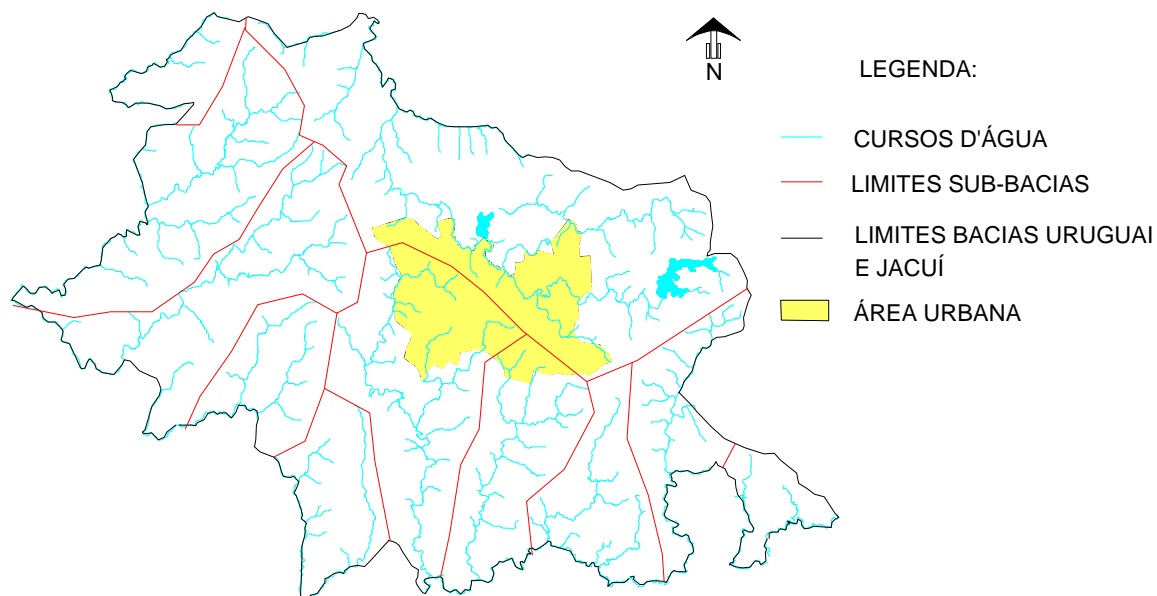 N
LEGENDA:
CURSOS D'ÁGUA
LIMITES SUB-BACIAS
LIMITES BACIAS URUGUAI
E JACUÍ
ÁREA URBANA